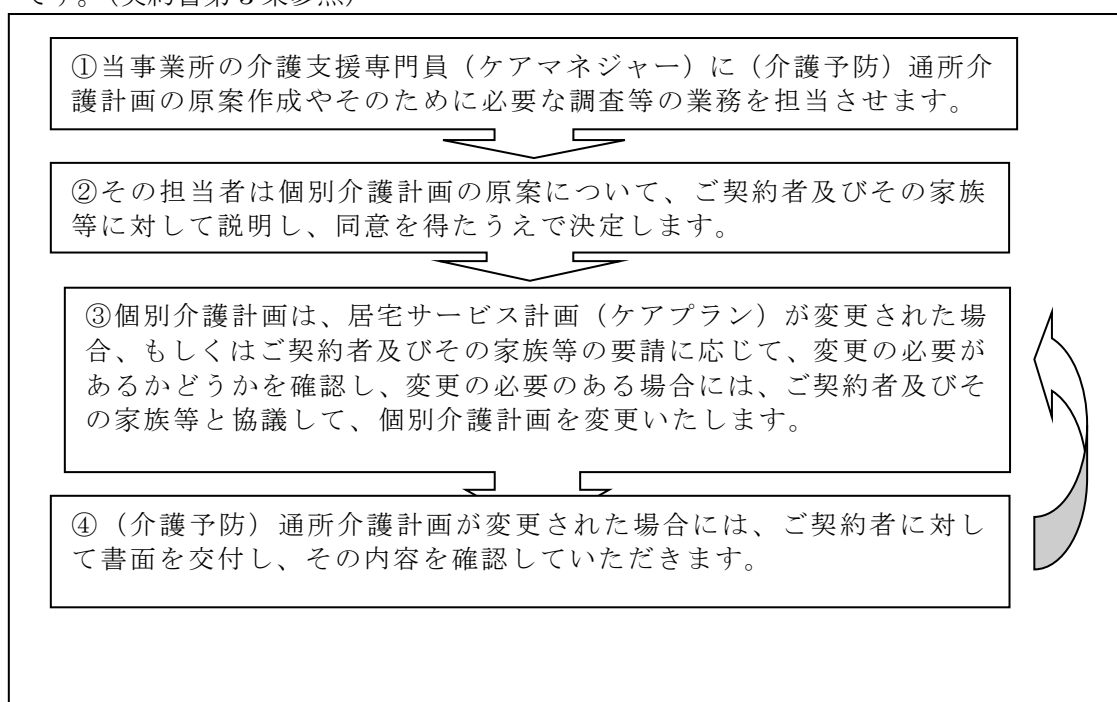 ①当事業所の介護支援専門員（ケアマネジャー）に（介護予防）通所介
護計画の原案作成やそのために必要な調査等の業務を担当させます。
②その担当者は個別介護計画の原案について、ご契約者及びその家族
等に対して説明し、同意を得たうえで決定します。
③個別介護計画は、居宅サービス計画（ケアプラン）が変更された場
合、もしくはご契約者及びその家族等の要請に応じて、変更の必要が
あるかどうかを確認し、変更の必要のある場合には、ご契約者及びそ
の家族等と協議して、個別介護計画を変更いたします。
④（介護予防）通所介護計画が変更された場合には、ご契約者に対し
て書面を交付し、その内容を確認していただきます。